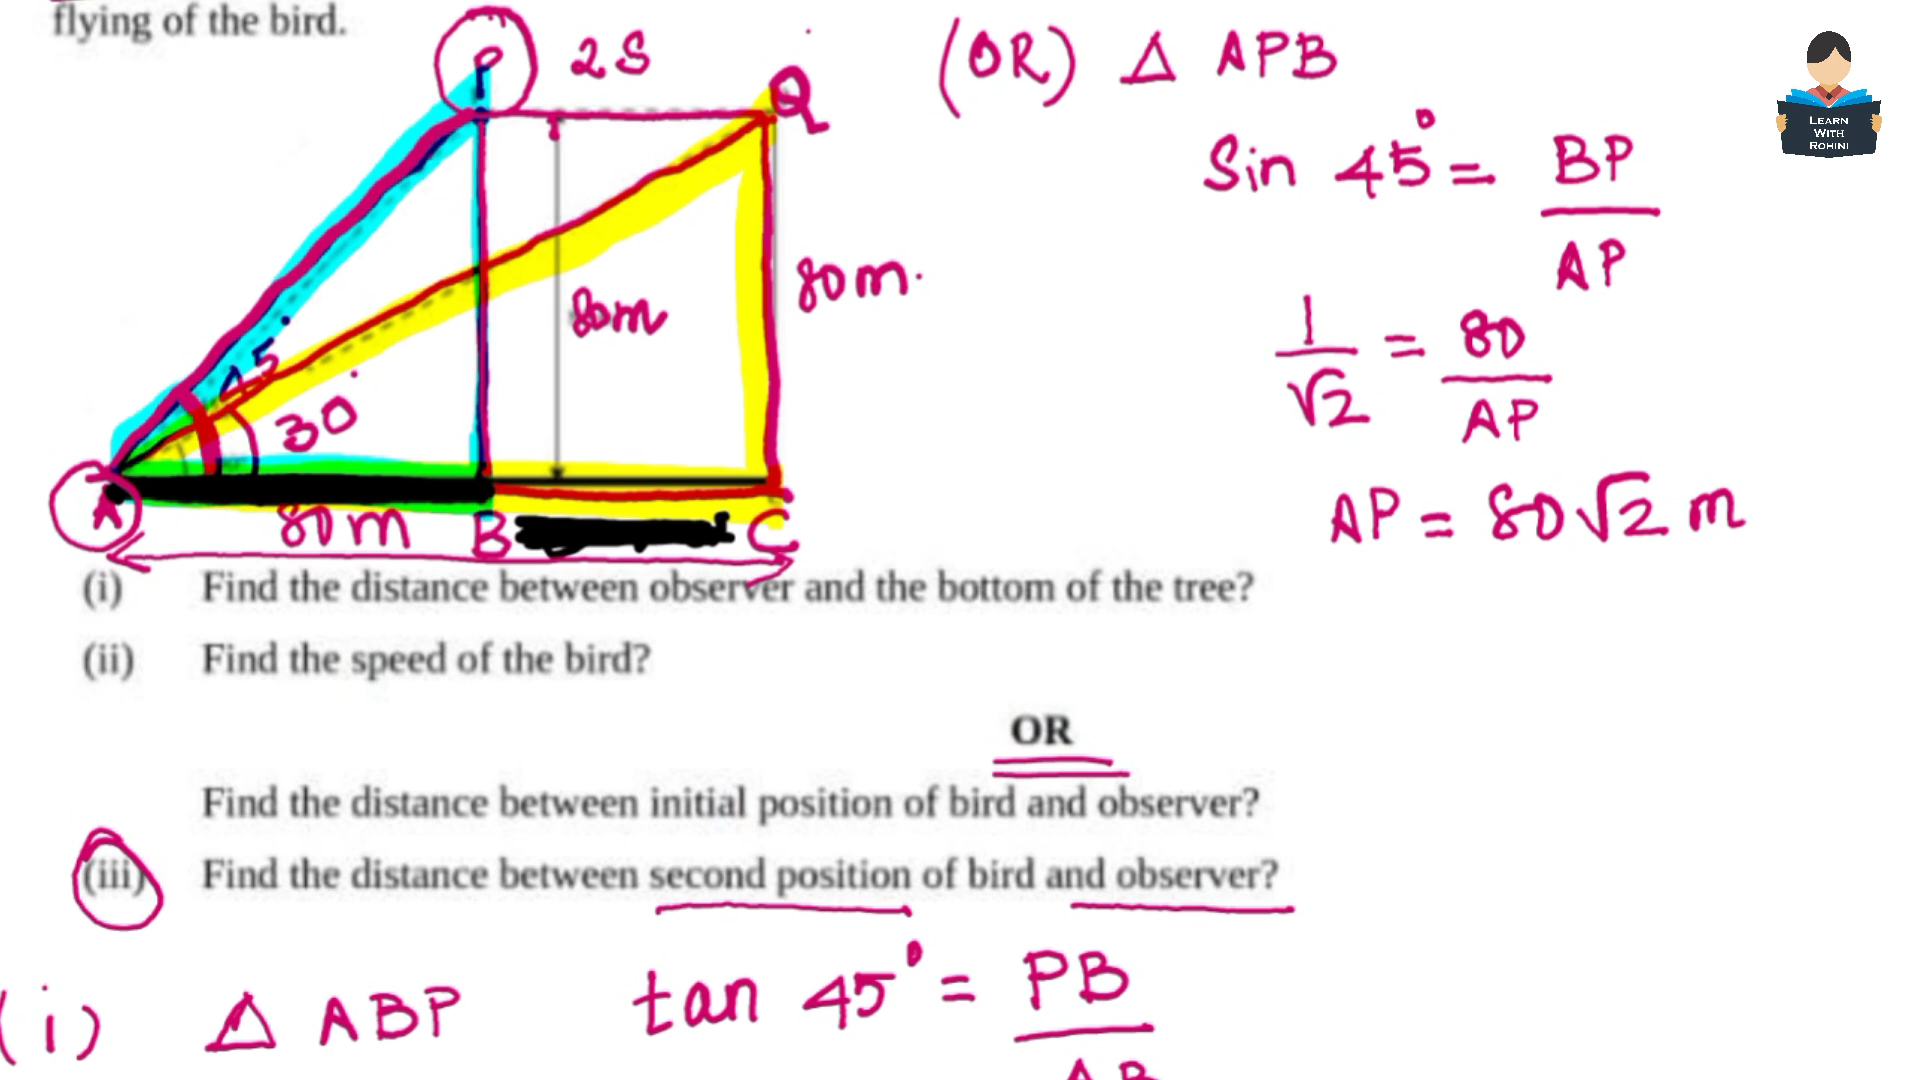 flying of the bird.
P 2S Q
(OR) Δ APB
LEARN
WITH
ROHINI
Sin 45° = BP
AP
80m 80m.
1 = 80
√2 AP
45° 30°
AP = 80√2 m
A 80m B C
(i) Find the distance between observer and the bottom of the tree?
(ii) Find the speed of the bird?
OR
Find the distance between initial position of bird and observer?
(iii) Find the distance between second position of bird and observer?
(i) Δ ABP tan 45° = PB
AB